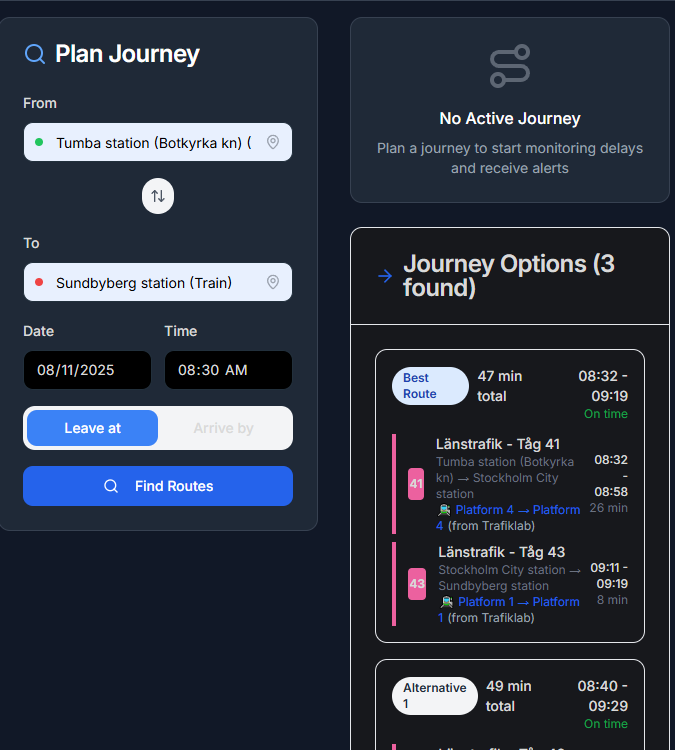 Plan Journey
From
Tumba station (Botkyrka kn) (
To
Sundbyberg station (Train)
Date
Time
08/11/2025
08:30 AM
Leave at
Arrive by
Find Routes
No Active Journey
Plan a journey to start monitoring delays
and receive alerts
Journey Options (3
found)
Best
Route
47 min
total
08:32 -
09:19
On time
41
Länstrafik - Tåg 41
Tumba station (Botkyrka
kn) → Stockholm City
station
Platform 4 → Platform
4 (from Trafiklab)
08:32
-
08:58
26 min
43
Länstrafik - Tåg 43
Stockholm City station →
Sundbyberg station
Platform 1 → Platform
1 (from Trafiklab)
09:11 -
09:19
8 min
Alternative
1
49 min
total
08:40 -
09:29
On time